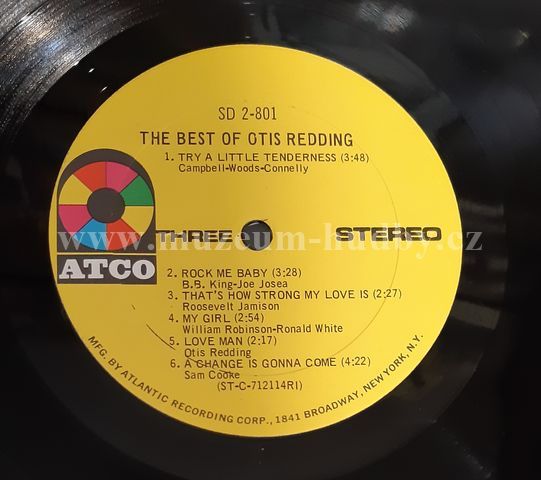 SD 2-801
THE BEST OF OTIS REDDING
1. TRY A LITTLE TENDERNESS (3:48)
Campbell-Woods-Connelly
www.muzeum-hudby.cz
THREE
STEREO
ATCO
2. ROCK ME BABY (3:28)
B.B. King-Joe Josea
3. THAT'S HOW STRONG MY LOVE IS (2:27)
Roosevelt Jamison
4. MY GIRL (2:54)
William Robinson-Ronald White
5. LOVE MAN (2:17)
Otis Redding
6. A CHANGE IS GONNA COME (4:22)
Sam Cooke
(ST-C-712114RI)
MFG. BY ATLANTIC RECORDING CORP., 1841 BROADWAY, NEW YORK, N.Y.